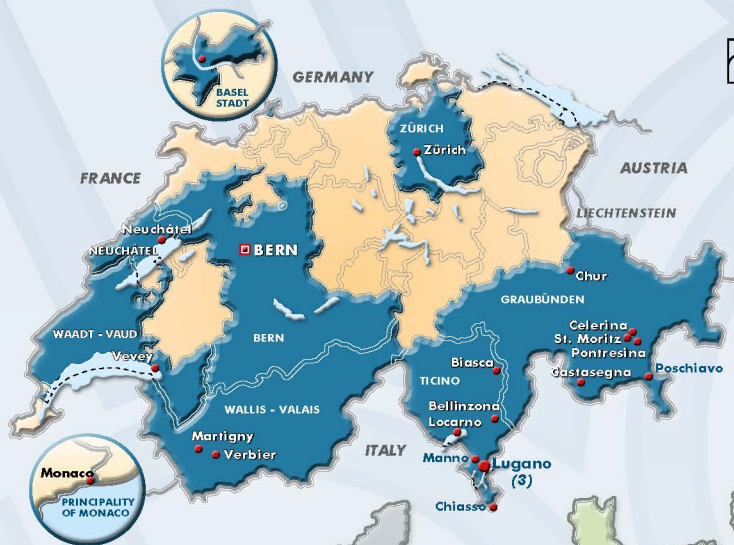 GERMANY
BASEL
STADT
ZÜRICH
Zürich
FRANCE
AUSTRIA
LIECHTENSTEIN
Neuchâtel
NEUCHÂTEL
BERN
Chur
GRAUBÜNDEN
WAADT - VAUD
BERN
Celerina
St. Moritz
Pontresina
Vevey
Biasca
Castasegna
Poschiavo
TICINO
WALLIS - VALAIS
Bellinzona
Locarno
Martigny
Verbier
ITALY
Manno
Lugano
(3)
Monaco
PRINCIPALITY
OF MONACO
Chiasso